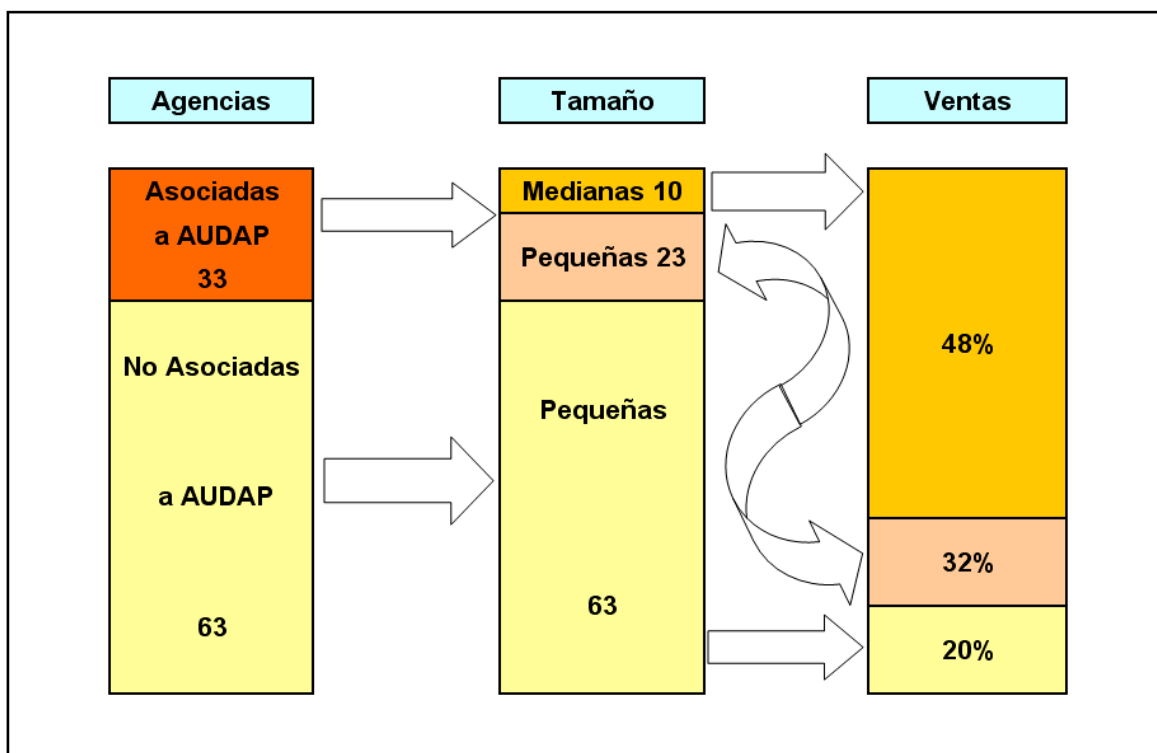 Agencias
Tamaño
Ventas
Asociadas
a AUDAP
33
Medianas 10
Pequeñas 23
No Asociadas
a AUDAP
63
Pequeñas
63
48%
32%
20%